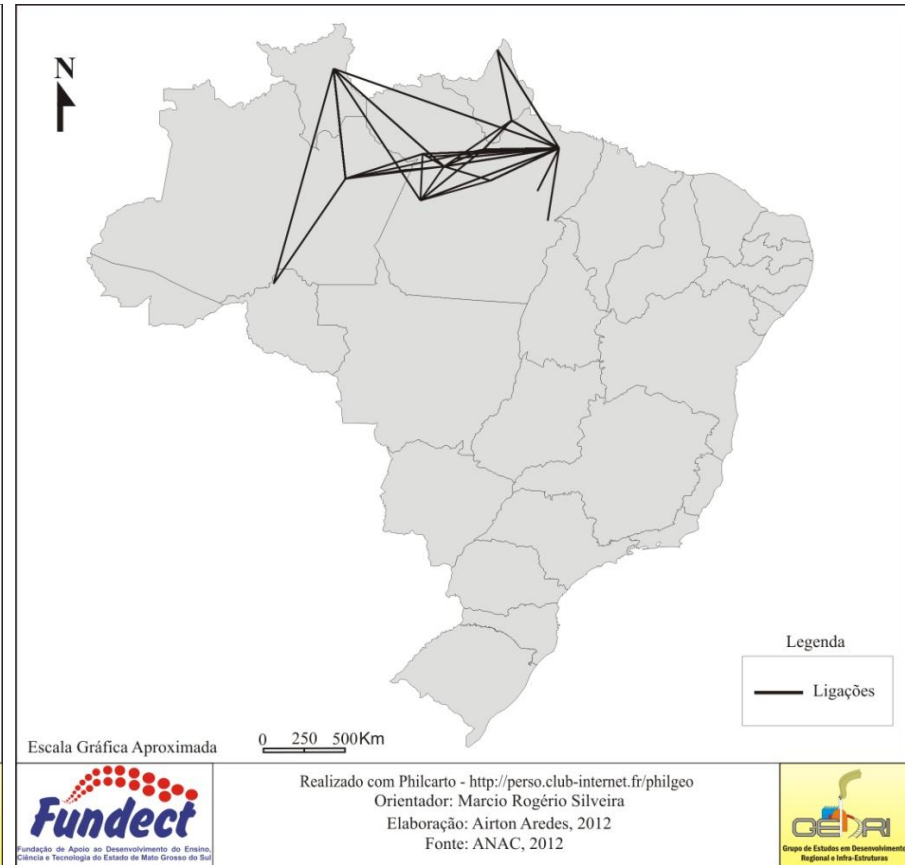 N
Legenda
Ligações
Escala Gráfica Aproximada
0 250 500Km
Fundect
Fundação de Apoio ao Desenvolvimento do Ensino,
Ciência e Tecnologia do Estado de Mato Grosso do Sul
Realizado com Philcarto - http://perso.club-internet.fr/philgeo
Orientador: Marcio Rogério Silveira
Elaboração: Airton Aredes, 2012
Fonte: ANAC, 2012
GEDRI
Grupo de Estudos em Desenvolvimento
Regional e Infra-Estruturas